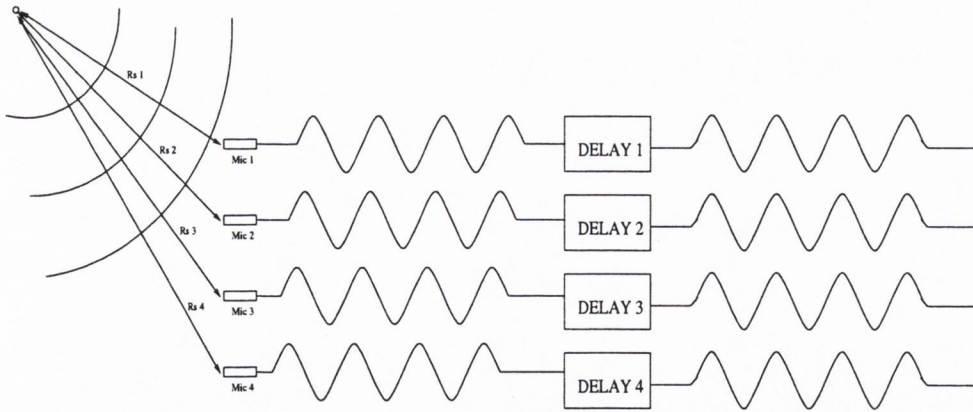 Rs 1
Mic 1
DELAY 1
Rs 2
Mic 2
DELAY 2
Rs 3
Mic 3
DELAY 3
Rs 4
Mic 4
DELAY 4